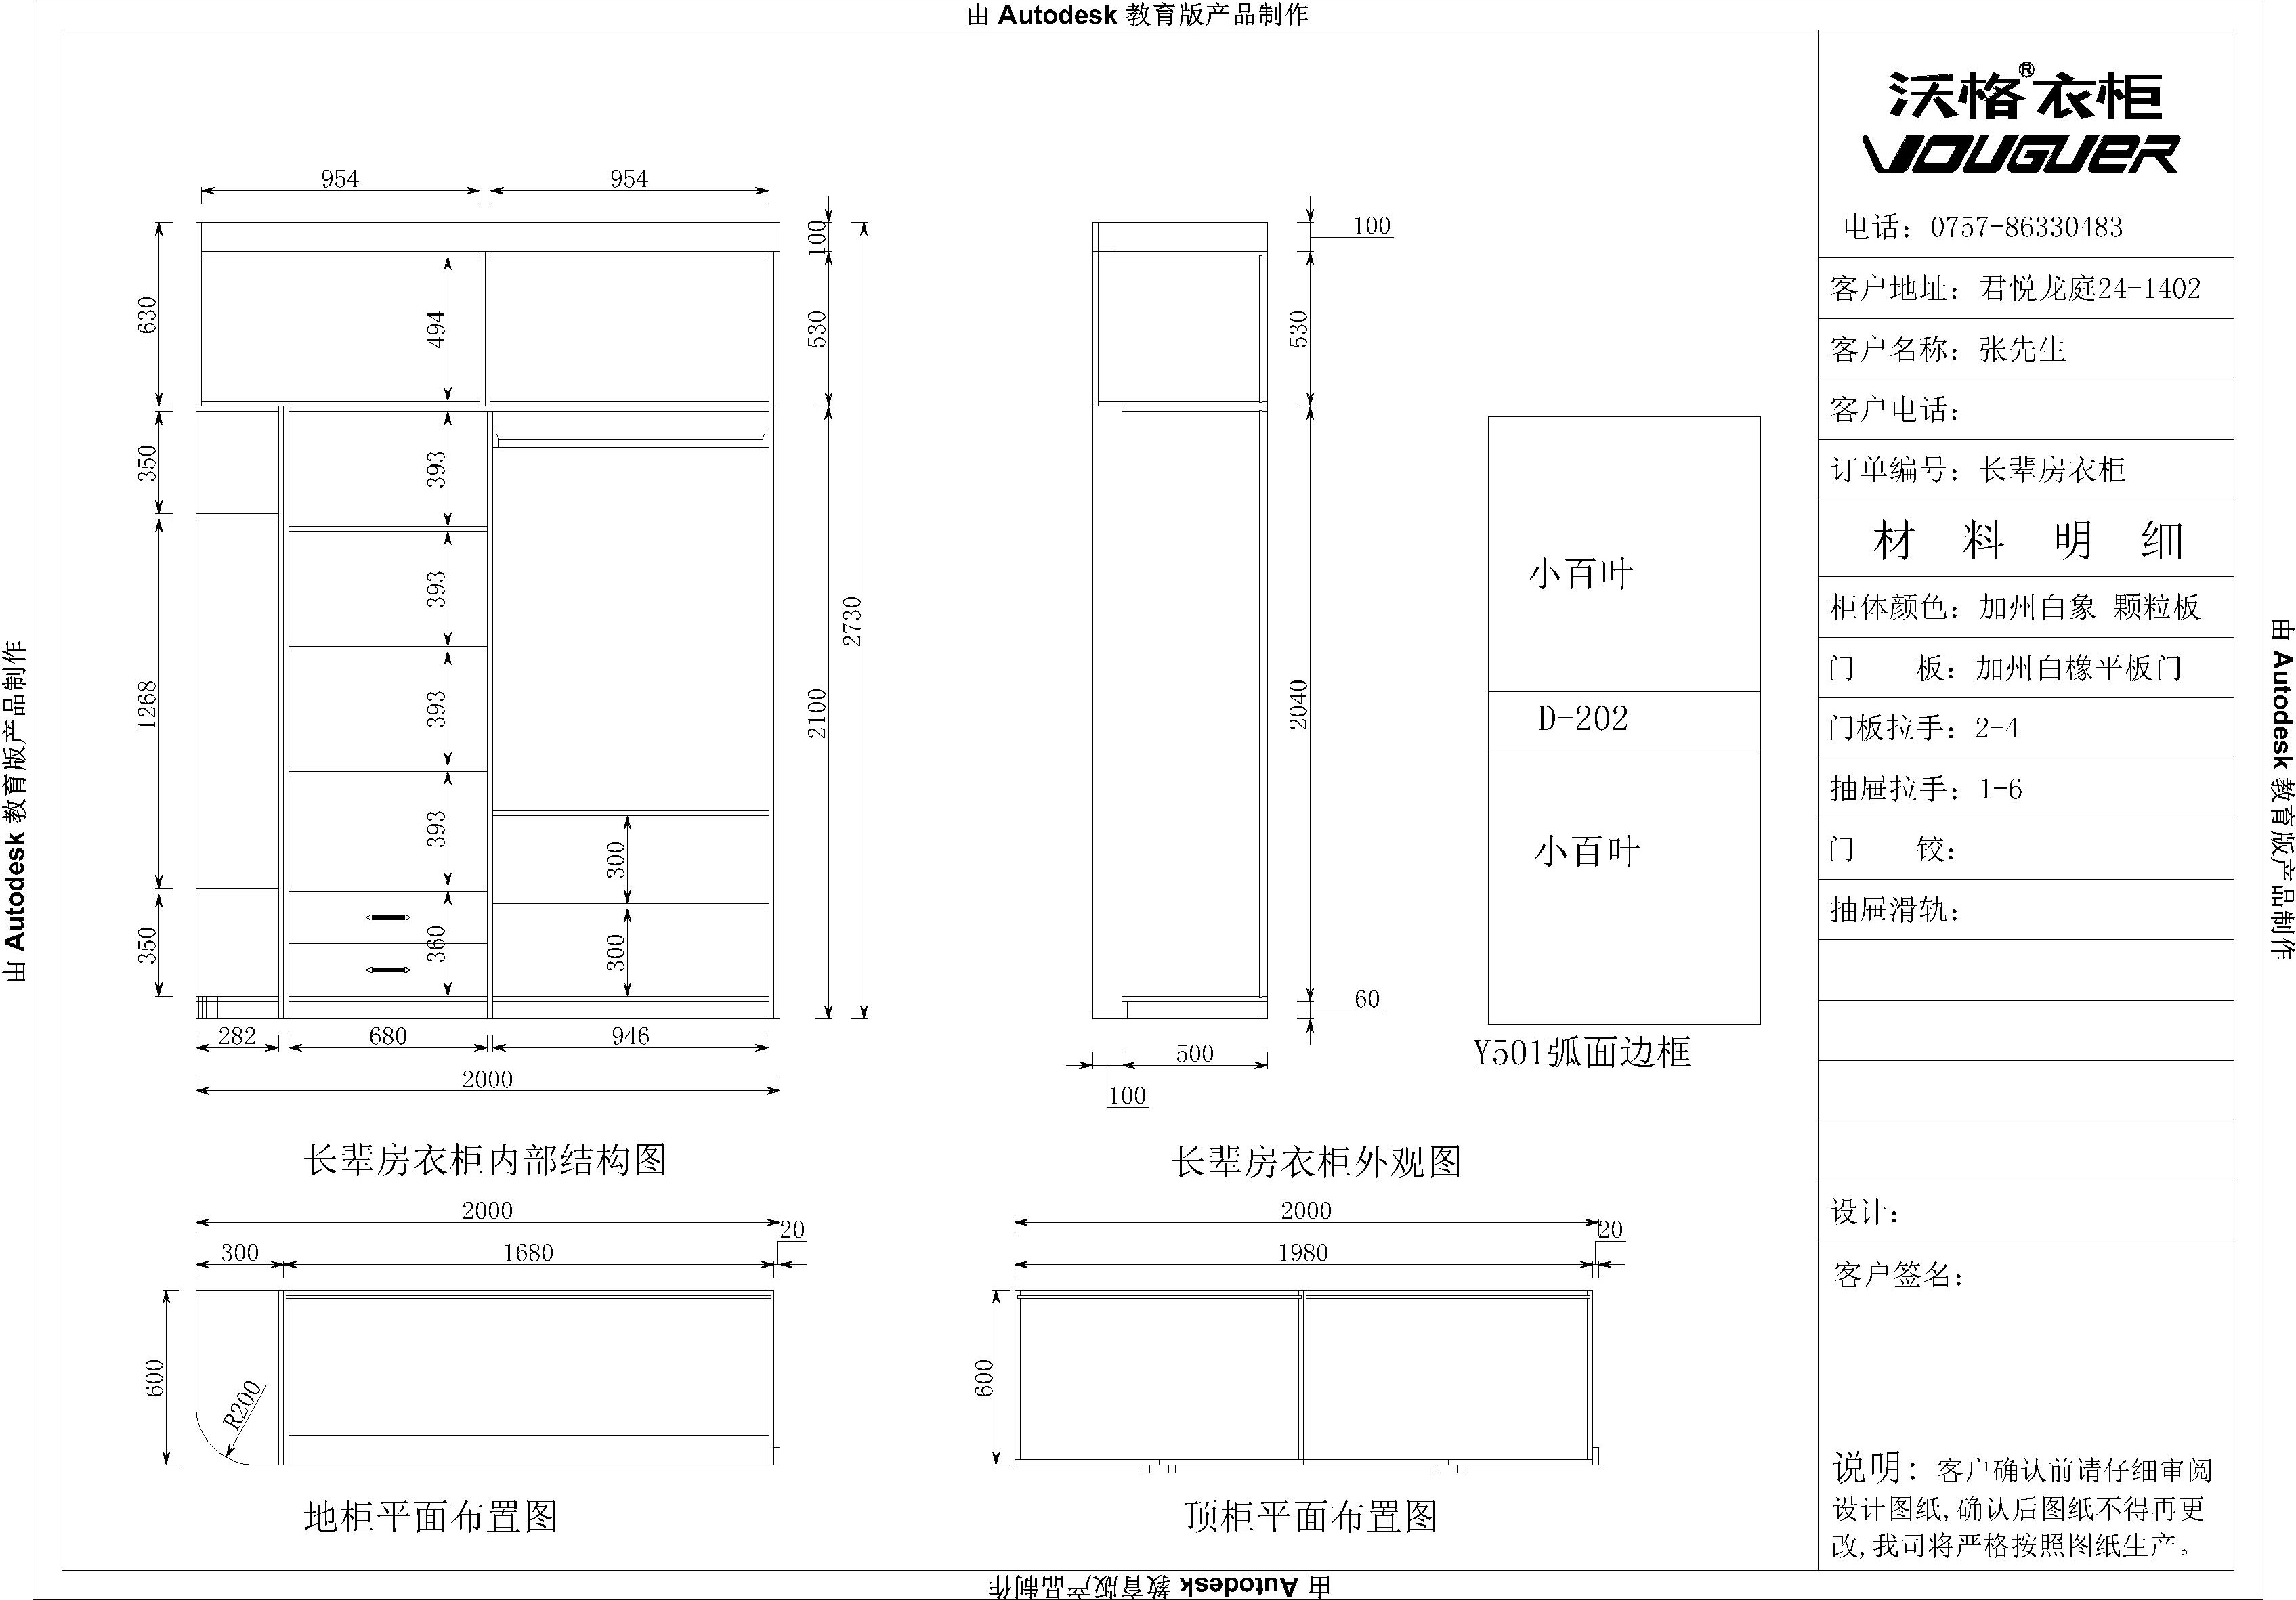 由 Autodesk 教育版产品制作
954
954
630
494
100
530
350
1268
350
393
393
393
393
360
300
300
2100
2730
282
680
946
2000
长辈房衣柜内部结构图
100
530
2040
60
500
100
长辈房衣柜外观图
小百叶
D-202
小百叶
Y501弧面边框
2000
20
300
1680
600
R200
地柜平面布置图
2000
20
1980
600
顶柜平面布置图
沃格®衣柜
VOUGUER
电话：0757-86330483
客户地址：君悦龙庭24-1402
客户名称：张先生
客户电话：
订单编号：长辈房衣柜
材 料 明 细
柜体颜色：加州白象 颗粒板
门 板：加州白橡平板门
门板拉手：2-4
抽屉拉手：1-6
门 铰：
抽屉滑轨：
设计：
客户签名：
说明：客户确认前请仔细审阅
设计图纸,确认后图纸不得再更
改,我司将严格按照图纸生产。
由 Autodesk 教育版产品制作
由 Autodesk 教育版产品制作
由 Autodesk 教育版产品制作